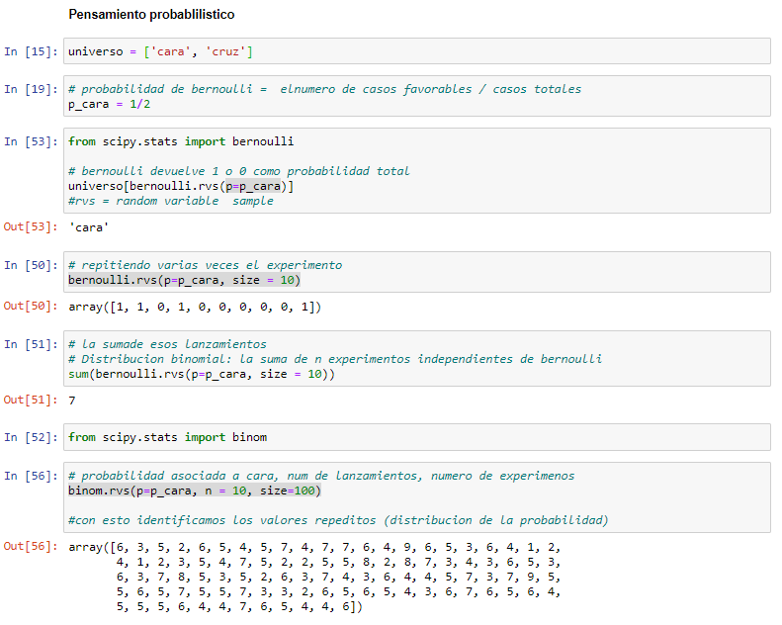 Pensamiento probablilistico
In [15]: universo = ['cara', 'cruz']
In [19]: # probabilidad de bernoulli =  elnumero de casos favorables / casos totales
p_cara = 1/2
In [53]: from scipy.stats import bernoulli
# bernoulli devuelve 1 o 0 como probabilidad total
universo[bernoulli.rvs(p=p_cara)]
#rvs = random variable  sample
Out[53]: 'cara'
In [50]: # repitiendo varias veces el experimento
bernoulli.rvs(p=p_cara, size = 10)
Out[50]: array([1, 1, 0, 1, 0, 0, 0, 0, 0, 1])
In [51]: # la sumade esos lanzamientos
# Distribucion binomial: la suma de n experimentos independientes de bernoulli
sum(bernoulli.rvs(p=p_cara, size = 10))
Out[51]: 7
In [52]: from scipy.stats import binom
In [56]: # probabilidad asociada a cara, num de lanzamientos, numero de experimenos
binom.rvs(p=p_cara, n = 10, size=100)
#con esto identificamos los valores repeditos (distribucion de la probabilidad)
Out[56]: array([6, 3, 5, 2, 6, 5, 4, 5, 7, 4, 7, 7, 6, 4, 9, 6, 5, 3, 6, 4, 1, 2,
4, 1, 2, 3, 5, 4, 7, 5, 2, 2, 5, 5, 8, 2, 8, 7, 3, 4, 3, 6, 5, 3,
6, 3, 7, 8, 5, 3, 5, 2, 6, 3, 7, 4, 3, 6, 4, 4, 5, 7, 3, 7, 9, 5,
5, 6, 5, 7, 5, 5, 7, 3, 3, 2, 6, 5, 6, 5, 4, 3, 6, 7, 6, 5, 6, 4,
5, 5, 5, 6, 4, 4, 7, 6, 5, 4, 4, 6])